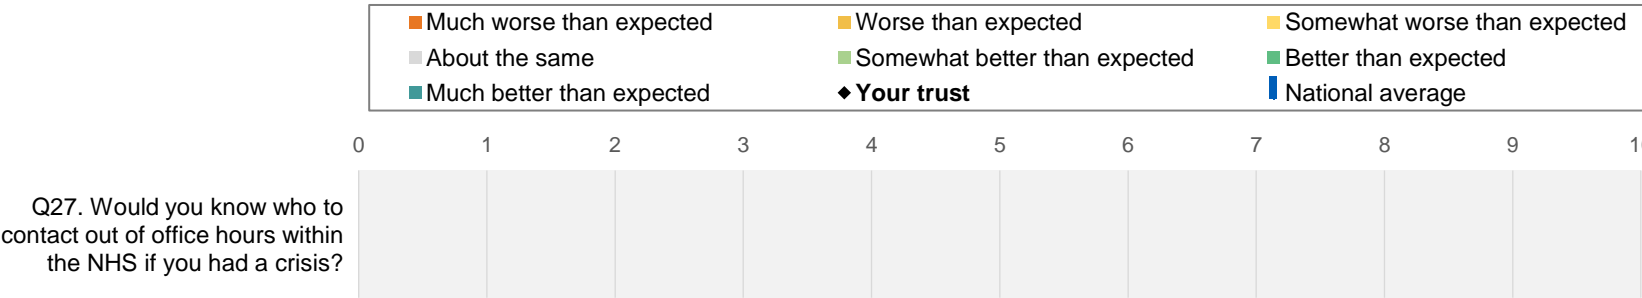 Much worse than expected Worse than expected Somewhat worse than expected
About the same Somewhat better than expected Better than expected
Much better than expected Your trust National average
0 1 2 3 4 5 6 7 8 9 1
Q27. Would you know who to
contact out of office hours within
the NHS if you had a crisis?